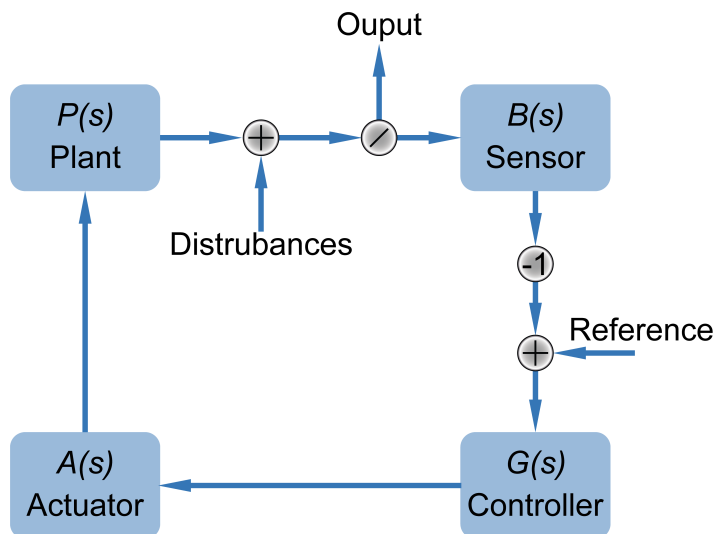 Ouput
P(s)
Plant
B(s)
Sensor
Distrubances
-1
Reference
A(s)
Actuator
G(s)
Controller